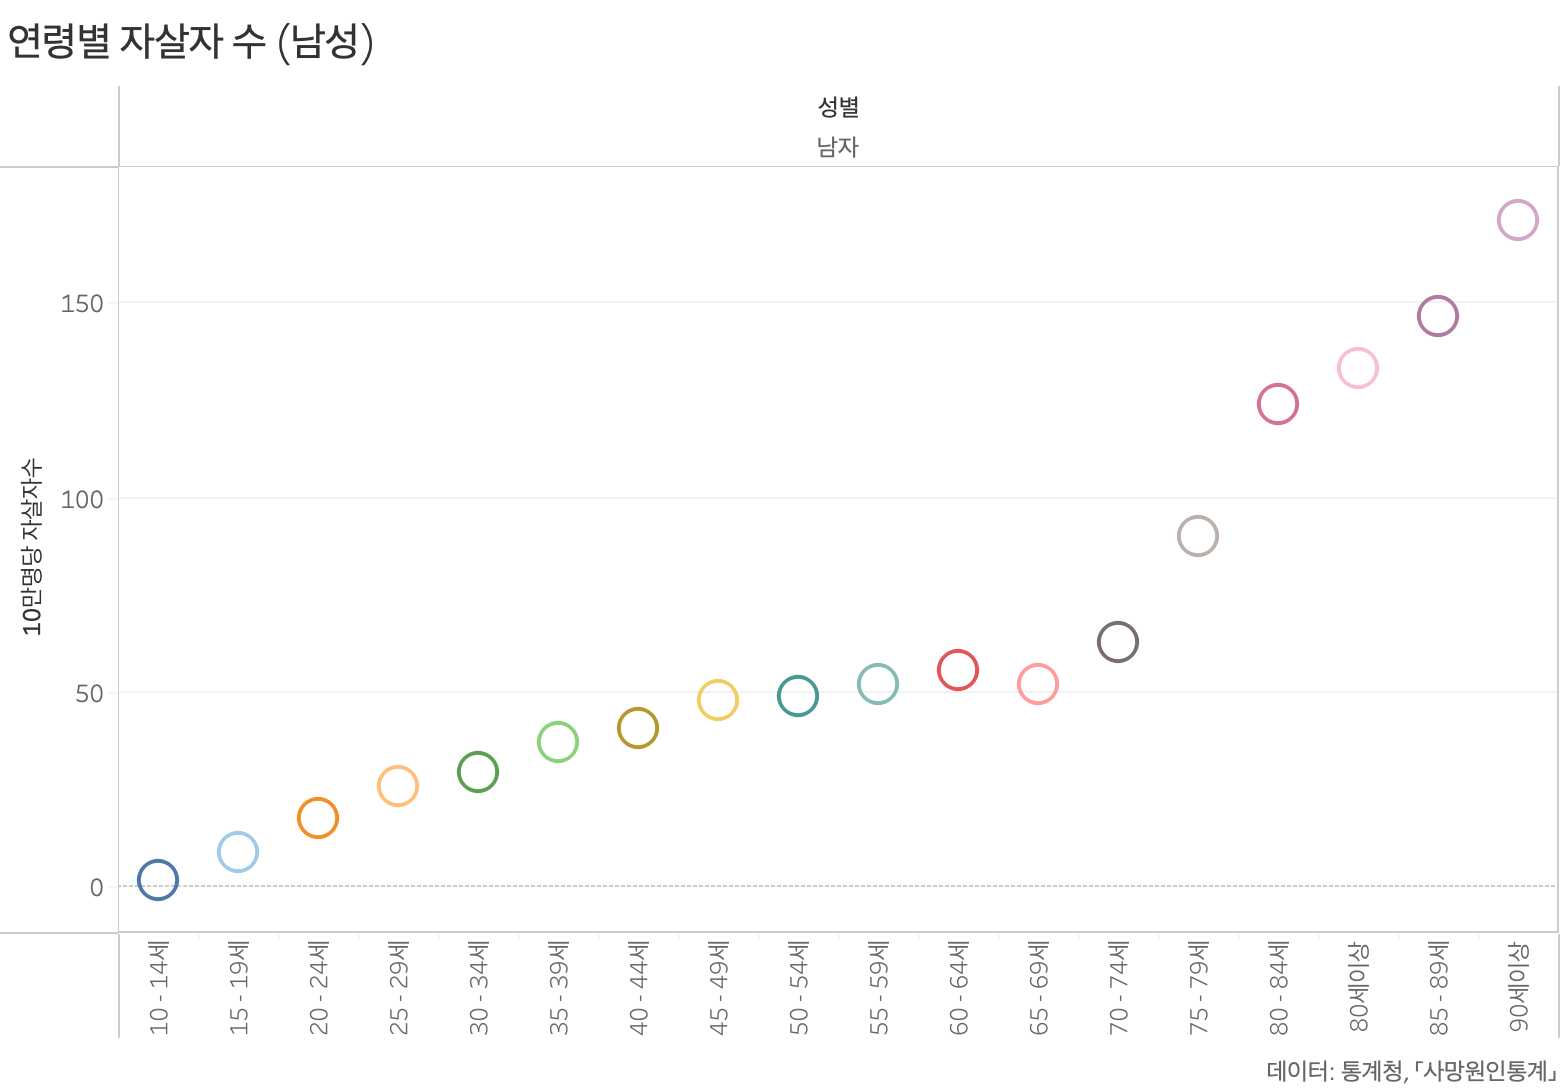 연령별 자살자 수 (남성)
성별
남자
10만명당 자살자수
150
100
50
0
10 - 14세
15 - 19세
20 - 24세
25 - 29세
30 - 34세
35 - 39세
40 - 44세
45 - 49세
50 - 54세
55 - 59세
60 - 64세
65 - 69세
70 - 74세
75 - 79세
80 - 84세
80세이상
85 - 89세
90세이상
데이터: 통계청, 「사망원인통계」